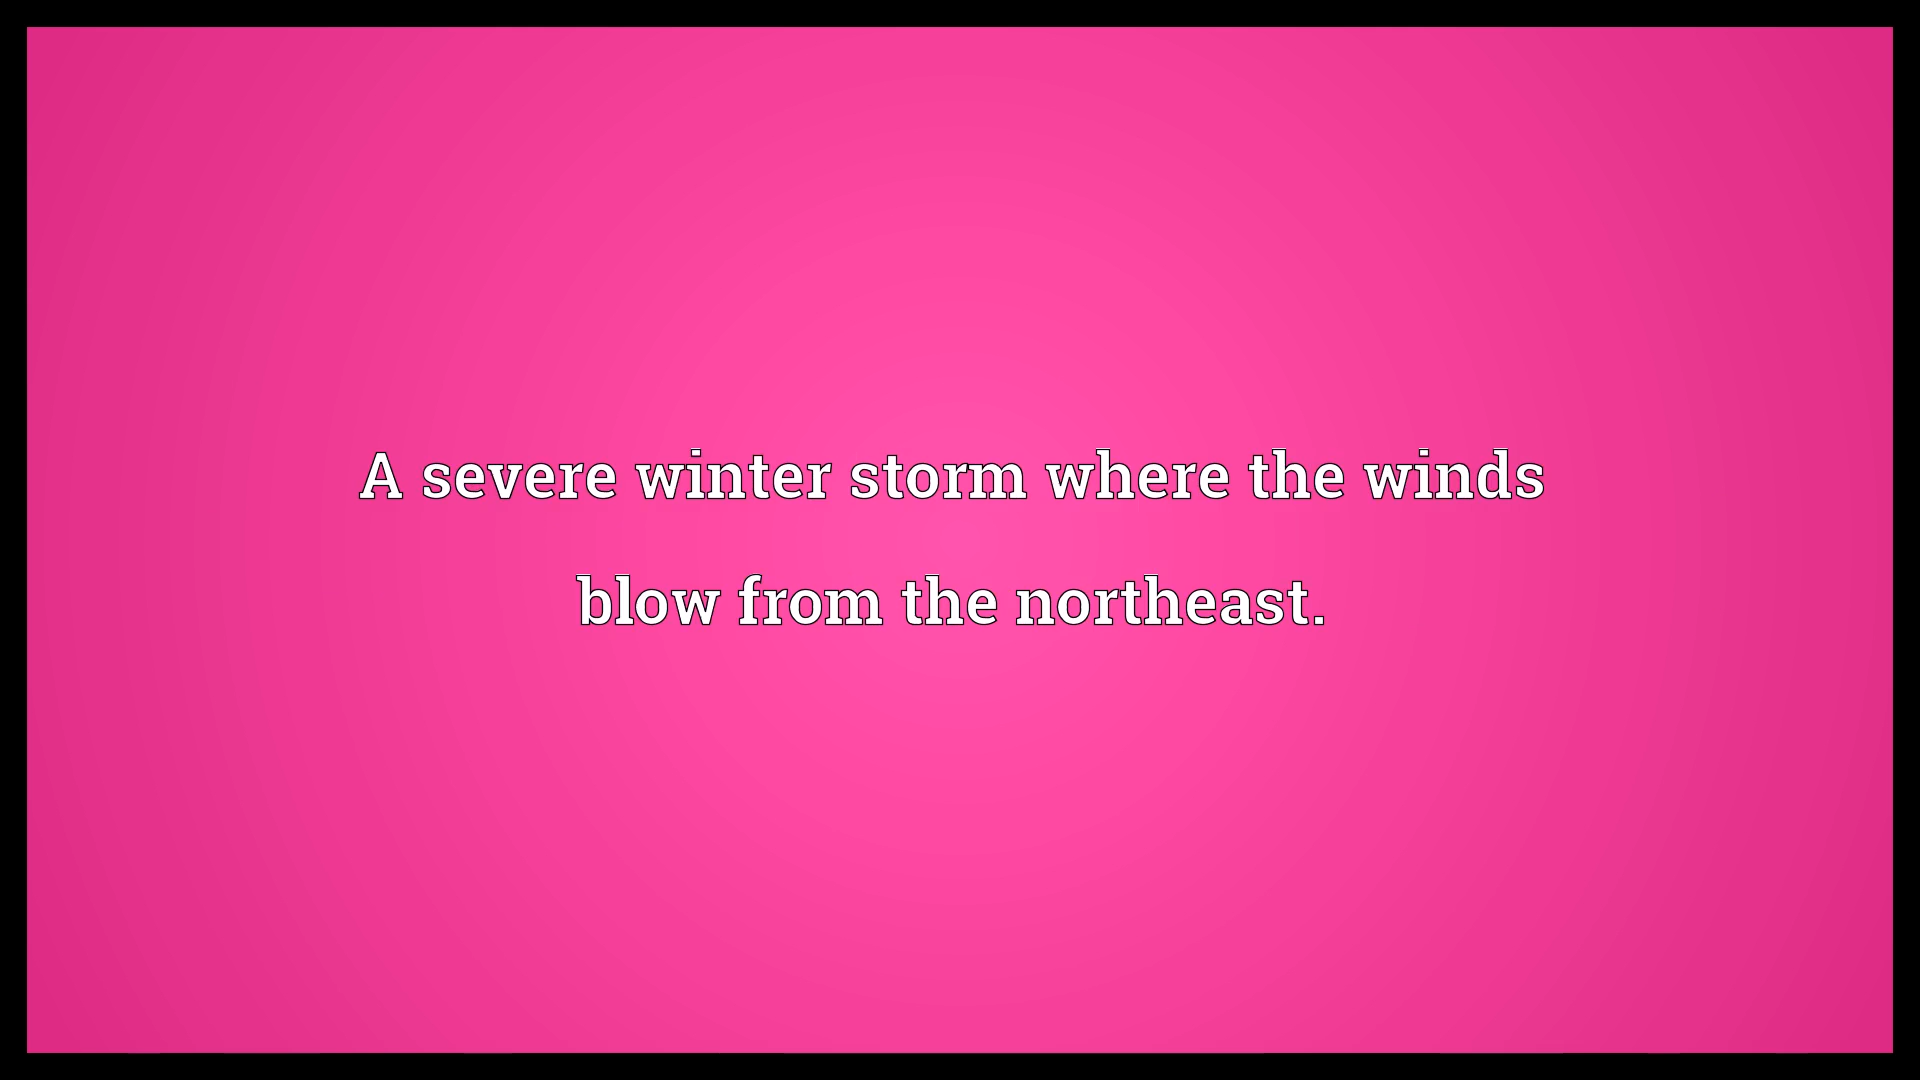 A severe winter storm where the winds
blow from the northeast.